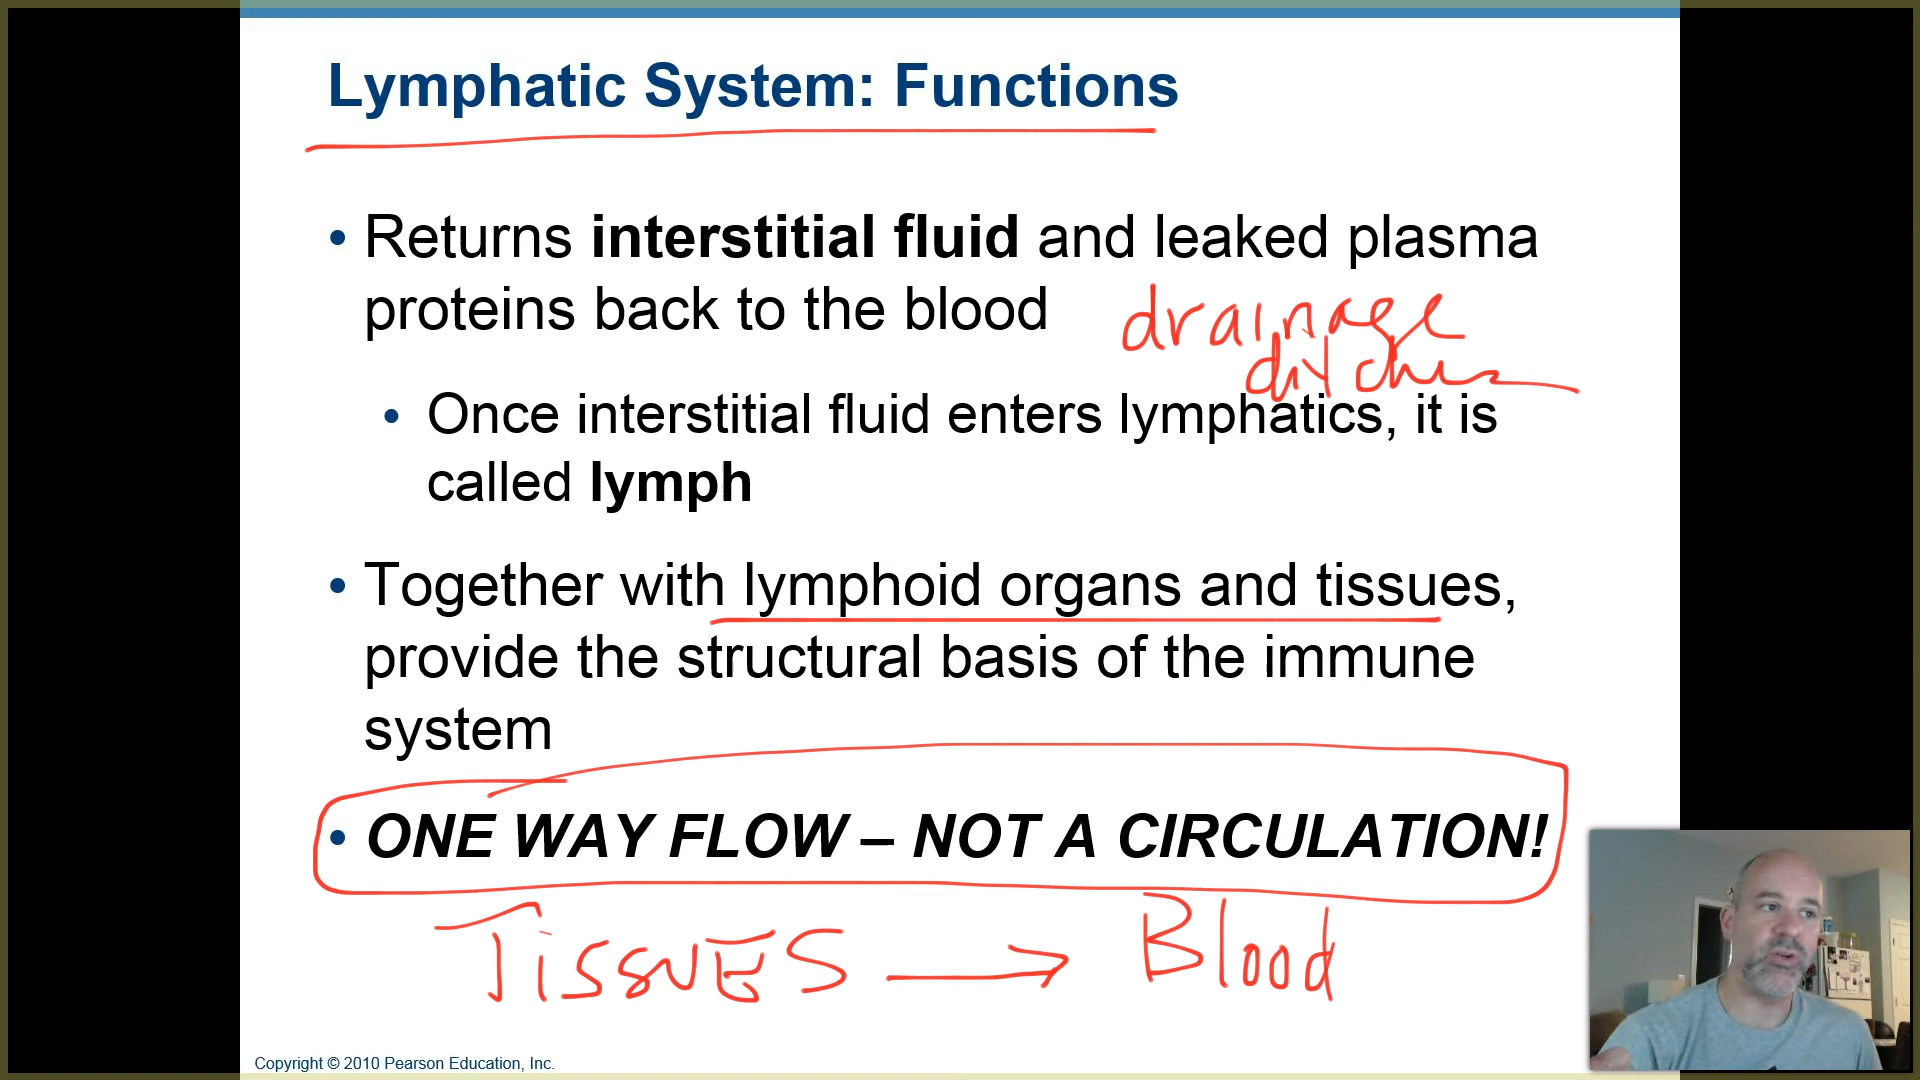 Lymphatic System: Functions
• Returns interstitial fluid and leaked plasma
proteins back to the blood
drainage
ditches
• Once interstitial fluid enters lymphatics, it is
called lymph
• Together with lymphoid organs and tissues,
provide the structural basis of the immune
system
• ONE WAY FLOW – NOT A CIRCULATION!
TissuES → Blood
Copyright © 2010 Pearson Education, Inc.